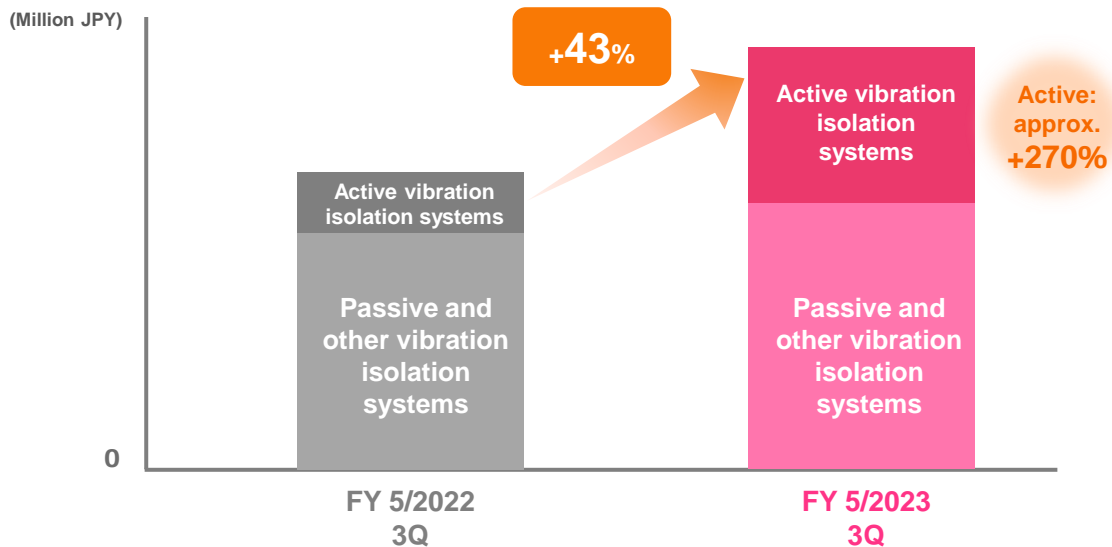 (Million JPY)
+43%
Active vibration
isolation
systems
Active:
approx.
+270%
Active vibration
isolation systems
Passive and
other vibration
isolation
systems
Passive and
other vibration
isolation
systems
0
FY 5/2022
3Q
FY 5/2023
3Q